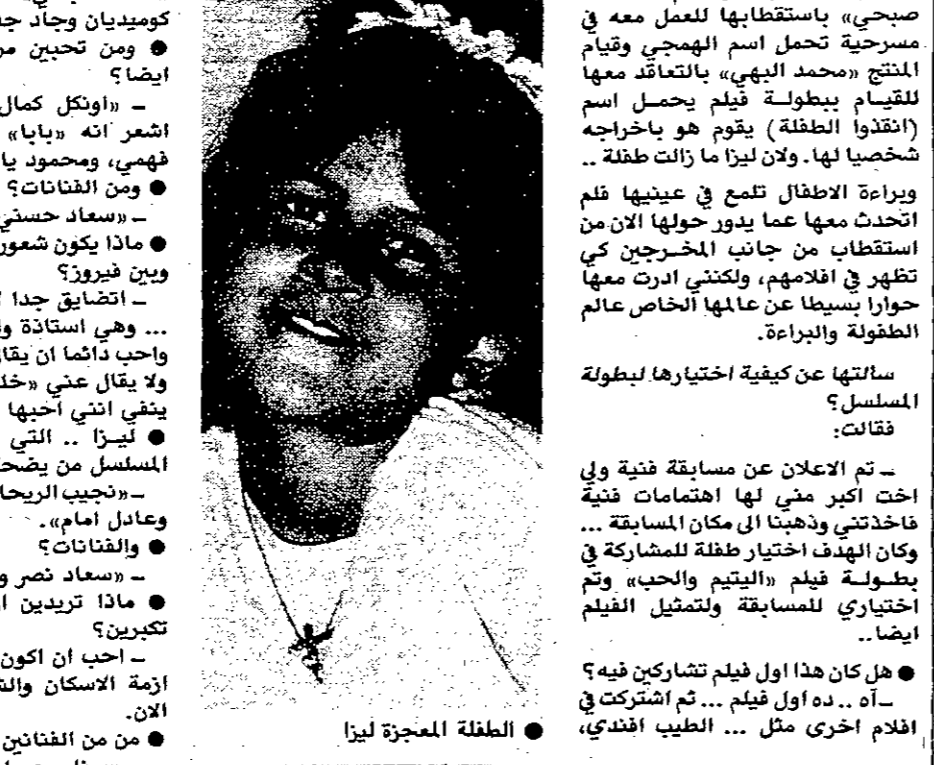 صبحي» باستقطابها للعمل معه في
مسرحية تحمل اسم الهمجي وقيام
المنتج «محمد البهي» بالتعاقد معها
للقيام ببطولة فيلم يحمل اسم
(انقذوا الطفلة) يقوم هو باخراجه
شخصيا لها. ولان ليزا ما زالت طفلة ..
وبراءة الاطفال تلمع في عينيها فلم
اتحدث معها عما يدور حولها الان من
استقطاب من جانب المخرجين كي
تظهر في افلامهم، ولكنني ادرت معها
حوارا بسيطا عن عالمها الخاص عالم
الطفولة والبراءة.
سالتها عن كيفية اختيارها لبطولة
المسلسل؟
فقالت:
ـ تم الاعلان عن مسابقة فنية ولي
اخت اكبر مني لها اهتمامات فنية
فاخذتني وذهبنا الى مكان المسابقة ...
وكان الهدف اختيار طفلة للمشاركة في
بطولة فيلم «اليتيم والحب» وتم
اختياري للمسابقة ولتمثيل الفيلم
ايضا..
● هل كان هذا اول فيلم تشاركين فيه؟
ـ آه .. ده اول فيلم ... ثم اشتركت في
افلام اخرى مثل ... الطيب افندي،
● الطفلة المعجزة ليزا
كوميديان وجاد جد
● ومن تحبين مر
ايضا؟
ـ «اونكل كمال
اشعر انه «بابا»
فهمي، ومحمود يا
● ومن الفنانات؟
ـ «سعاد حسني
● ماذا يكون شعور
وبين فيروز؟
ـ اتضايق جدا
... وهي استاذة وا
واحب دائما ان يقال
ولا يقال عني «خل
ينفي انني احبها
● ليزا .. التي
المسلسل من يضحك
ـ «نجيب الريحا
وعادل امام».
● والفنانات؟
ـ «سعاد نصر و
● ماذا تريدين ا
تكبرين؟
ـ احب ان اكون
ازمة الاسكان والن
الان.
● من من الفنانين